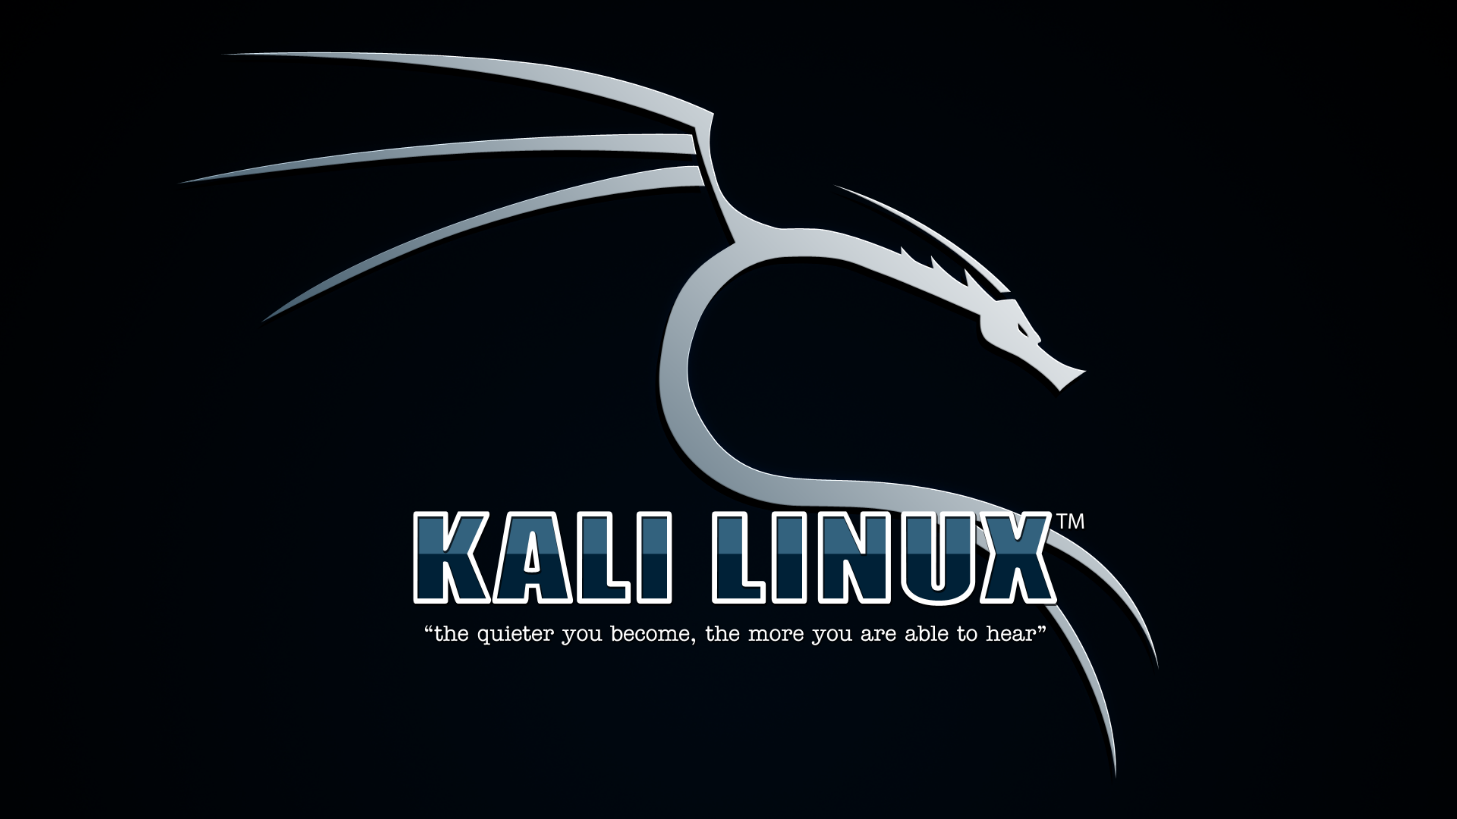 KALI LINUX™
“the quieter you become, the more you are able to hear”